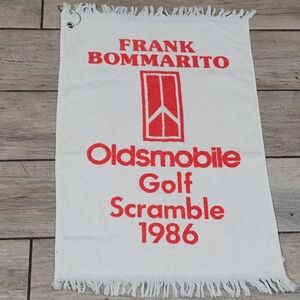 FRANK
BOMMARITO
Oldsmobile
Golf
Scramble
1986